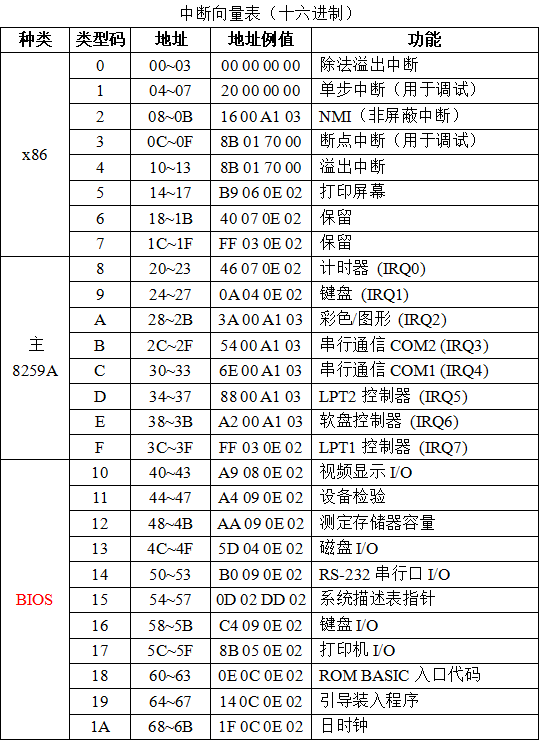 中断向量表（十六进制）
种类 类型码 地址 地址例值 功能
x86
0 00~03 00 00 00 00 除法溢出中断
1 04~07 20 00 00 00 单步中断（用于调试）
2 08~0B 16 00 A1 03 NMI（非屏蔽中断）
3 0C~0F 8B 01 70 00 断点中断（用于调试）
4 10~13 8B 01 70 00 溢出中断
5 14~17 B9 06 0E 02 打印屏幕
6 18~1B 40 07 0E 02 保留
7 1C~1F FF 03 0E 02 保留
主
8259A
8 20~23 46 07 0E 02 计时器 (IRQ0)
9 24~27 0A 04 0E 02 键盘 (IRQ1)
A 28~2B 3A 00 A1 03 彩色/图形 (IRQ2)
B 2C~2F 54 00 A1 03 串行通信 COM2 (IRQ3)
C 30~33 6E 00 A1 03 串行通信 COM1 (IRQ4)
D 34~37 88 00 A1 03 LPT2 控制器 (IRQ5)
E 38~3B A2 00 A1 03 软盘控制器 (IRQ6)
F 3C~3F FF 03 0E 02 LPT1 控制器 (IRQ7)
BIOS
10 40~43 A9 08 0E 02 视频显示 I/O
11 44~47 A4 09 0E 02 设备检验
12 48~4B AA 09 0E 02 测定存储器容量
13 4C~4F 5D 04 0E 02 磁盘 I/O
14 50~53 B0 09 0E 02 RS-232 串行口 I/O
15 54~57 0D 02 DD 02 系统描述表指针
16 58~5B C4 09 0E 02 键盘 I/O
17 5C~5F 8B 05 0E 02 打印机 I/O
18 60~63 0E 0C 0E 02 ROM BASIC 入口代码
19 64~67 14 0C 0E 02 引导装入程序
1A 68~6B 1F 0C 0E 02 日时钟